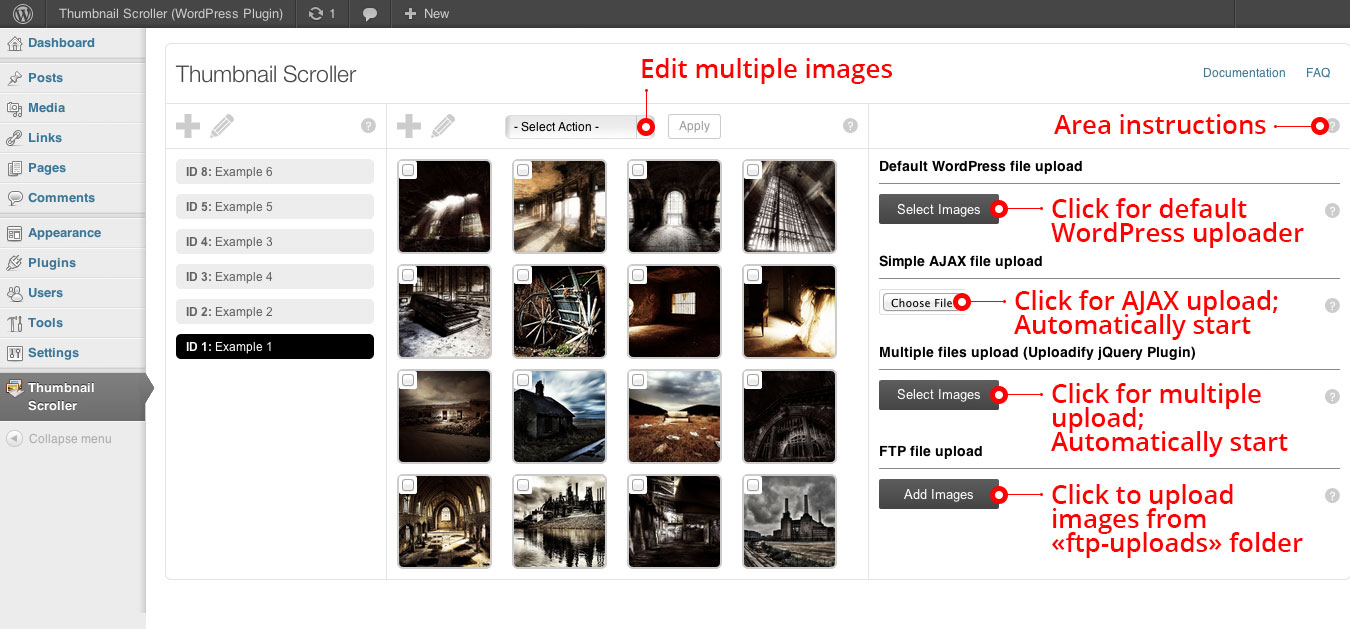 Thumbnail Scroller (WordPress Plugin)
1
New
Dashboard
Posts
Media
Links
Pages
Comments
Appearance
Plugins
Users
Tools
Settings
Thumbnail
Scroller
Collapse menu
Thumbnail Scroller
Edit multiple images
Documentation
FAQ
?
- Select Action -
Apply
?
Area instructions
?
ID 8: Example 6
ID 5: Example 5
ID 4: Example 3
ID 3: Example 4
ID 2: Example 2
ID 1: Example 1
Default WordPress file upload
Select Images
Click for default
WordPress uploader
?
Simple AJAX file upload
Choose File
Click for AJAX upload;
Automatically start
?
Multiple files upload (Uploadify jQuery Plugin)
Select Images
Click for multiple
upload;
Automatically start
?
FTP file upload
Add Images
Click to upload
images from
«ftp-uploads» folder
?